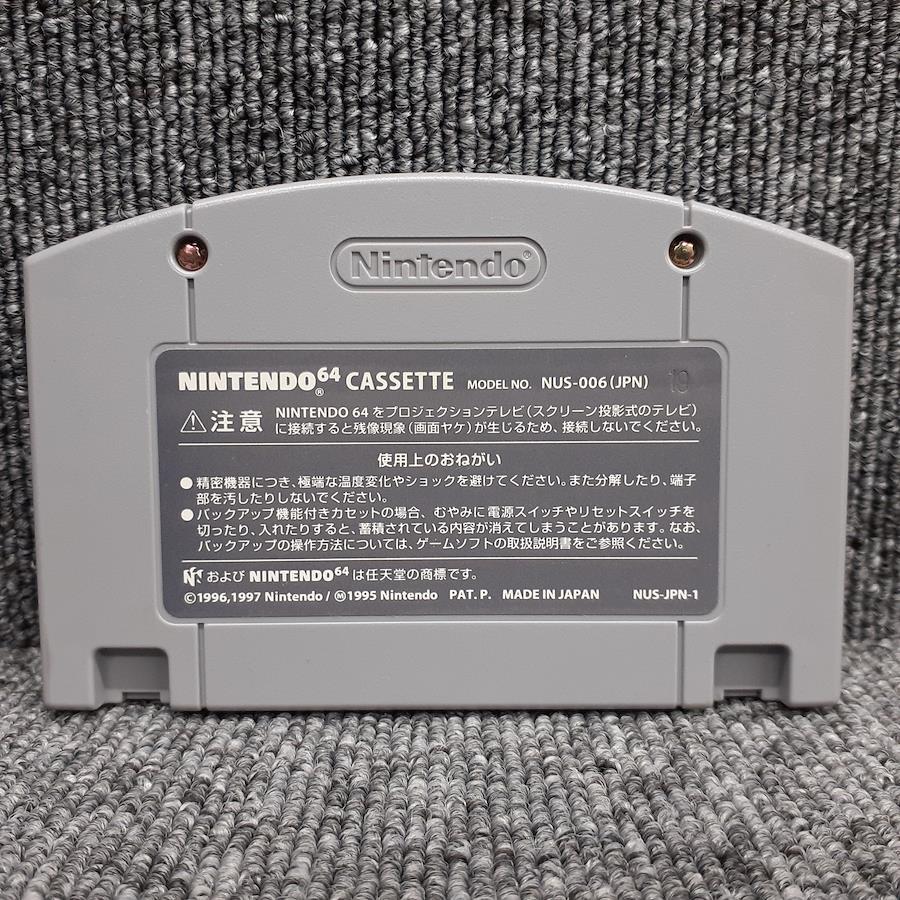 Nintendo®
NINTENDO64® CASSETTE MODEL NO. NUS-006(JPN) 19
⚠注意 NINTENDO 64をプロジェクションテレビ(スクリーン投影式のテレビ)
に接続すると残像現象(画面ヤケ)が生じるため、接続しないでください。
使用上のおねがい
●精密機器につき、極端な温度変化やショックを避けてください。また分解したり、端子
部を汚したりしないでください。
●バックアップ機能付きカセットの場合、むやみに電源スイッチやリセットスイッチを
切ったり、入れたりすると、蓄積されている内容が消えてしまうことがあります。なお、
バックアップの操作方法については、ゲームソフトの取扱説明書をご参照ください。
および NINTENDO64 は任天堂の商標です。
©1996,1997 Nintendo/Ⓜ1995 Nintendo PAT. P. MADE IN JAPAN NUS-JPN-1